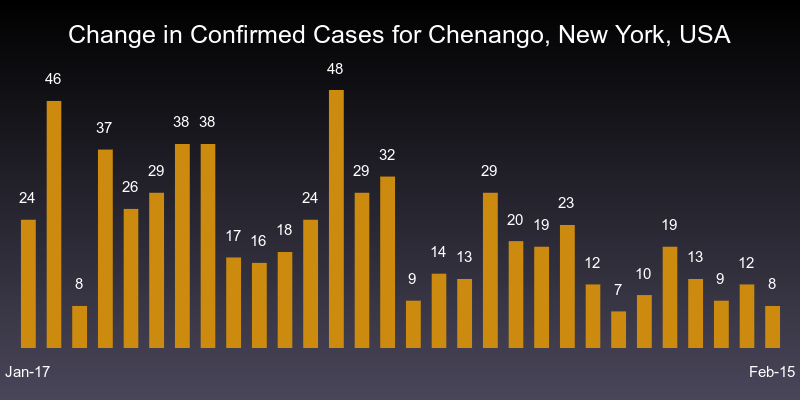 Change in Confirmed Cases for Chenango, New York, USA
24 46 8 37 26 29 38 38 17 16 18 24 48 29 32 9 14 13 29 20 19 23 12 7 10 19 13 9 12 8
Jan-17 Feb-15